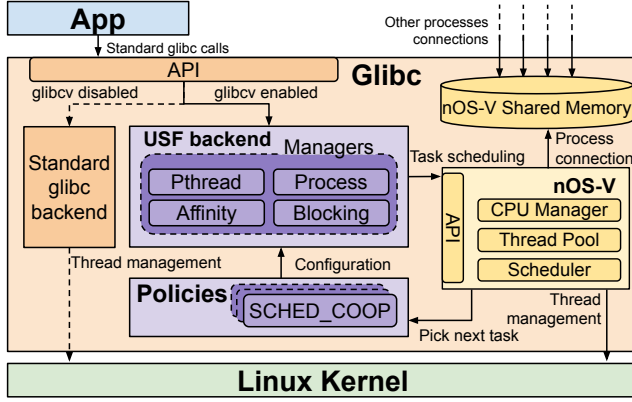 App
Other processes
connections
Standard glibc calls
API
Glibc
glibcv disabled
glibcv enabled
nOS-V Shared Memory
Standard
glibc
backend
USF backend
Managers
Pthread
Process
Affinity
Blocking
Task scheduling
Process
connection
nOS-V
API
CPU Manager
Thread Pool
Scheduler
Thread management
Configuration
Policies
SCHED_COOP
Pick next task
Thread
management
Linux Kernel